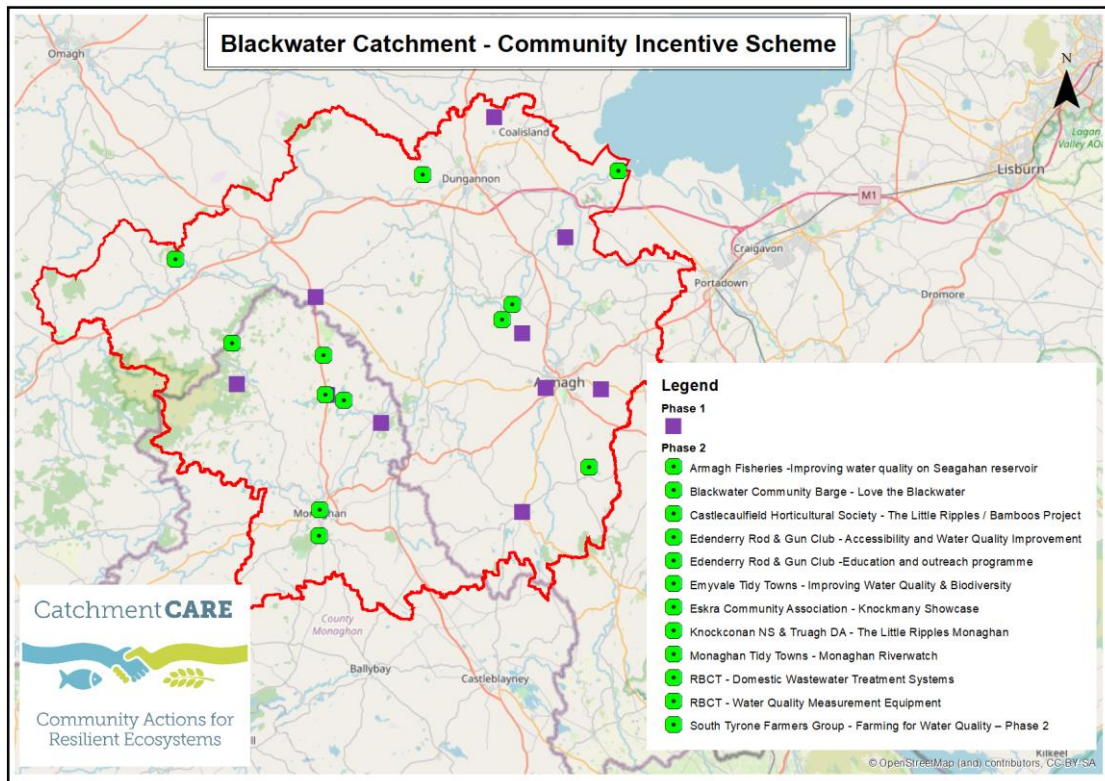 Blackwater Catchment - Community Incentive Scheme
N
Omagh
Coalisland
Dungannon
Lagan
Valley AO
Lisburn
M1
Craigavon
Portadown
Dromore
Armagh
Mon
han
County
Monaghan
Ballybay
Castleblayney
Kilkeel
Legend
Phase 1
Phase 2
Armagh Fisheries -Improving water quality on Seagahan reservoir
Blackwater Community Barge - Love the Blackwater
Castlecaulfield Horticultural Society - The Little Ripples / Bamboos Project
Edenderry Rod & Gun Club - Accessibility and Water Quality Improvement
Edenderry Rod & Gun Club -Education and outreach programme
Emyvale Tidy Towns - Improving Water Quality & Biodiversity
Eskra Community Association - Knockmany Showcase
Knockconan NS & Truagh DA - The Little Ripples Monaghan
Monaghan Tidy Towns - Monaghan Riverwatch
RBCT - Domestic Wastewater Treatment Systems
RBCT - Water Quality Measurement Equipment
South Tyrone Farmers Group - Farming for Water Quality – Phase 2
CatchmentCARE
Community Actions for
Resilient Ecosystems
© OpenStreetMap (and) contributors, CC-BY-SA